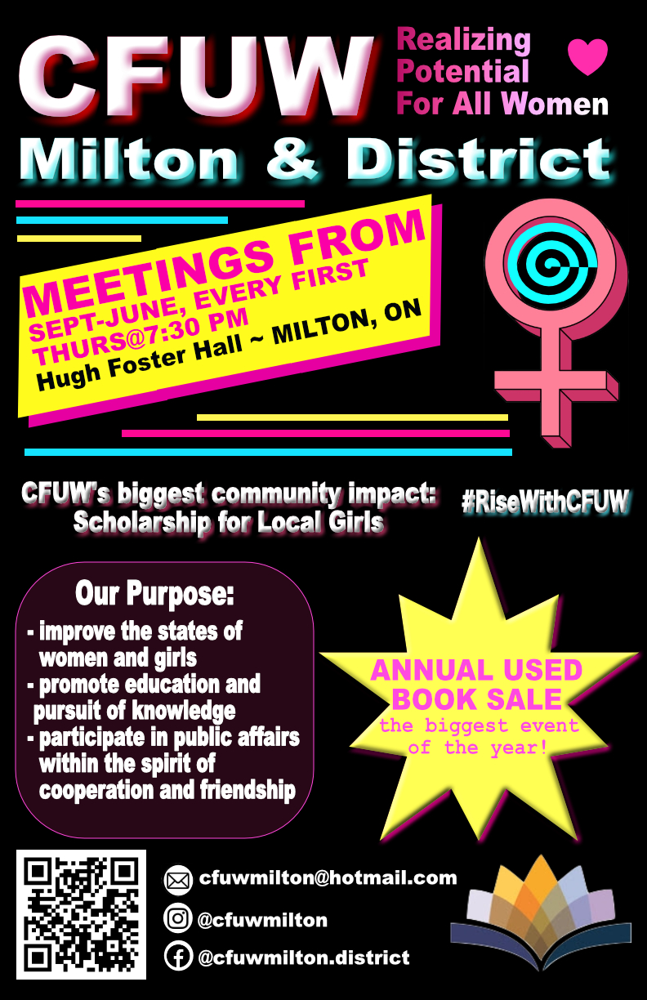 CFUW
Realizing
Potential
For All Women
Milton & District
MEETINGS FROM
SEPT-JUNE, EVERY FIRST
THURS@7:30 PM
Hugh Foster Hall ~ MILTON, ON
CFUW's biggest community impact:
Scholarship for Local Girls
#RiseWithCFUW
Our Purpose:
- improve the states of
women and girls
- promote education and
pursuit of knowledge
- participate in public affairs
within the spirit of
cooperation and friendship
ANNUAL USED
BOOK SALE
the biggest event
of the year!
cfuwmilton@hotmail.com
@cfuwmilton
@cfuwmilton.district